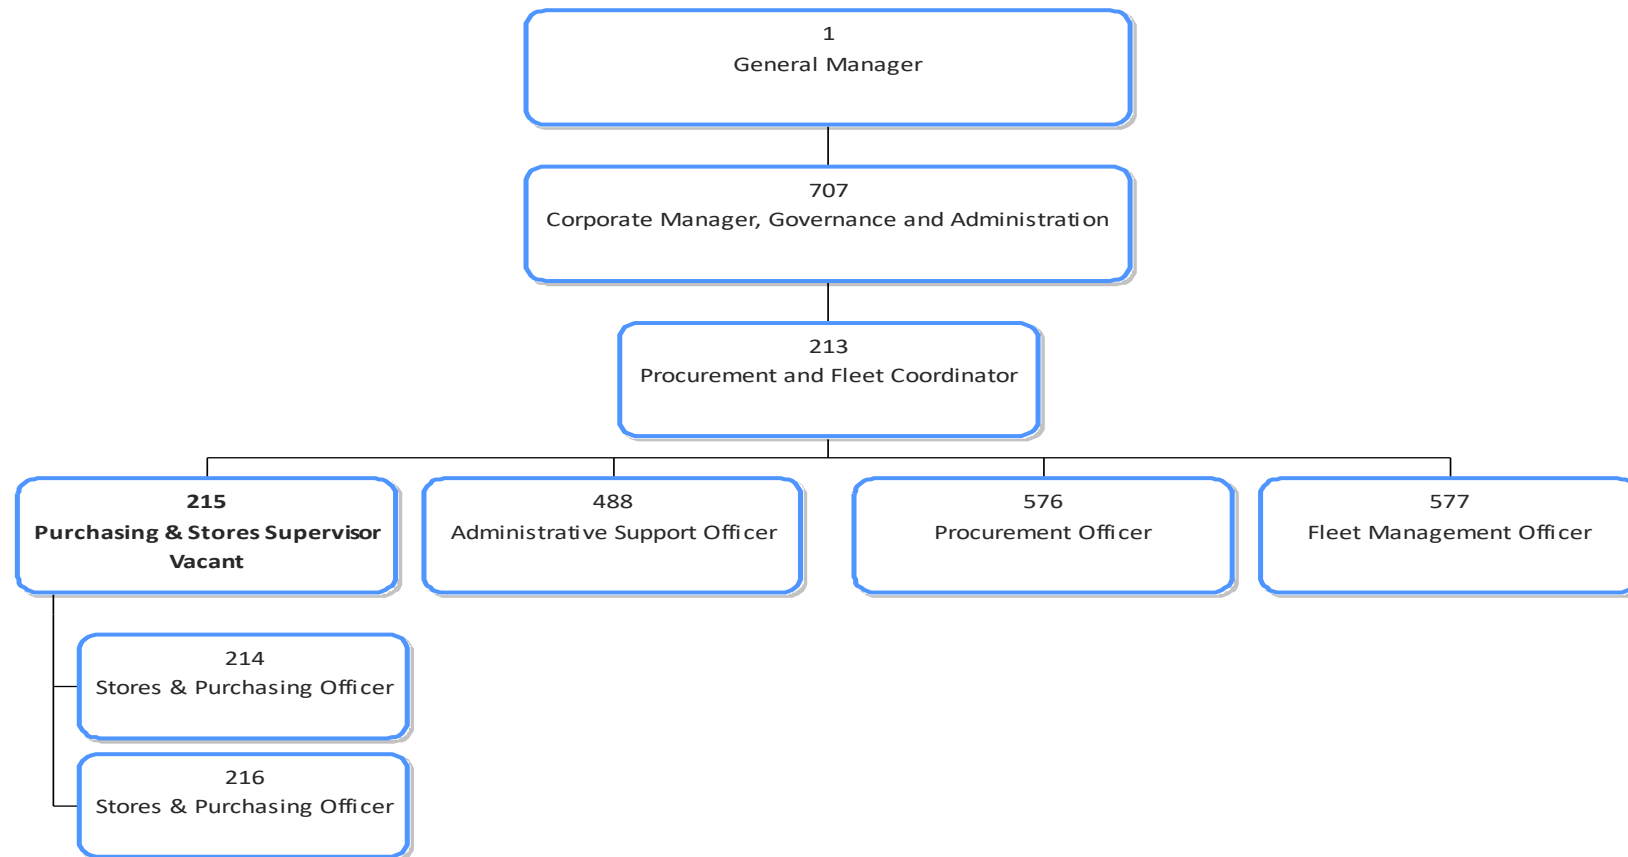 1
General Manager
707
Corporate Manager, Governance and Administration
213
Procurement and Fleet Coordinator
215
Purchasing & Stores Supervisor
Vacant
488
Administrative Support Officer
576
Procurement Officer
577
Fleet Management Officer
214
Stores & Purchasing Officer
216
Stores & Purchasing Officer